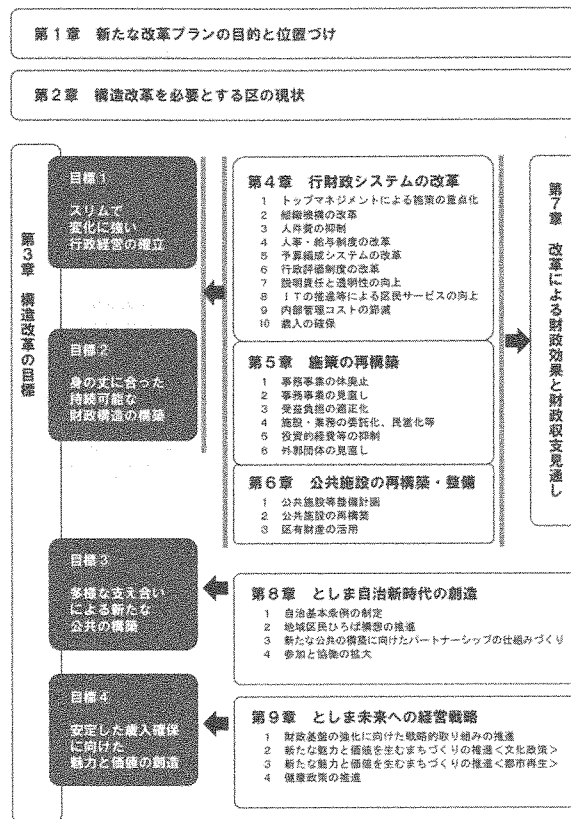 第1章 新たな改革プランの目的と位置づけ
第2章 構造改革を必要とする区の現状
第3章 構造改革の目標
目標1
スリムで
変化に強い
行政経営の確立
目標2
身の丈に合った
持続可能な
財政構造の構築
目標3
多様な支え合い
による新たな
公共の構築
目標4
安定した歳入確保
に向けた
魅力と価値の創造
第4章 行財政システムの改革
1 トップマネジメントによる施策の重点化
2 組織機構の改革
3 人件費の抑制
4 人事・給与制度の改革
5 予算編成システムの改革
6 行政評価制度の改革
7 説明責任と透明性の向上
8 ITの推進等による区民サービスの向上
9 内部管理コストの節減
10 歳入の確保
第5章 施策の再構築
1 事務事業の休廃止
2 事務事業の見直し
3 受益負担の適正化
4 施設・業務の委託化、民営化等
5 投資的経費等の抑制
6 外郭団体の見直し
第6章 公共施設の再構築・整備
1 公共施設等整備計画
2 公共施設の再構築
3 区有財産の活用
第7章 改革による財政効果と財政収支見通し
第8章 としま自治新時代の創造
1 自治基本条例の制定
2 地域区民ひろば構想の推進
3 新たな公共の構築に向けたパートナーシップの仕組みづくり
4 参加と協働の拡大
第9章 としま未来への経営戦略
1 財政基盤の強化に向けた戦略的取り組みの推進
2 新たな魅力と価値を生むまちづくりの推進<文化政策>
3 新たな魅力と価値を生むまちづくりの推進<都市再生>
4 健康政策の推進